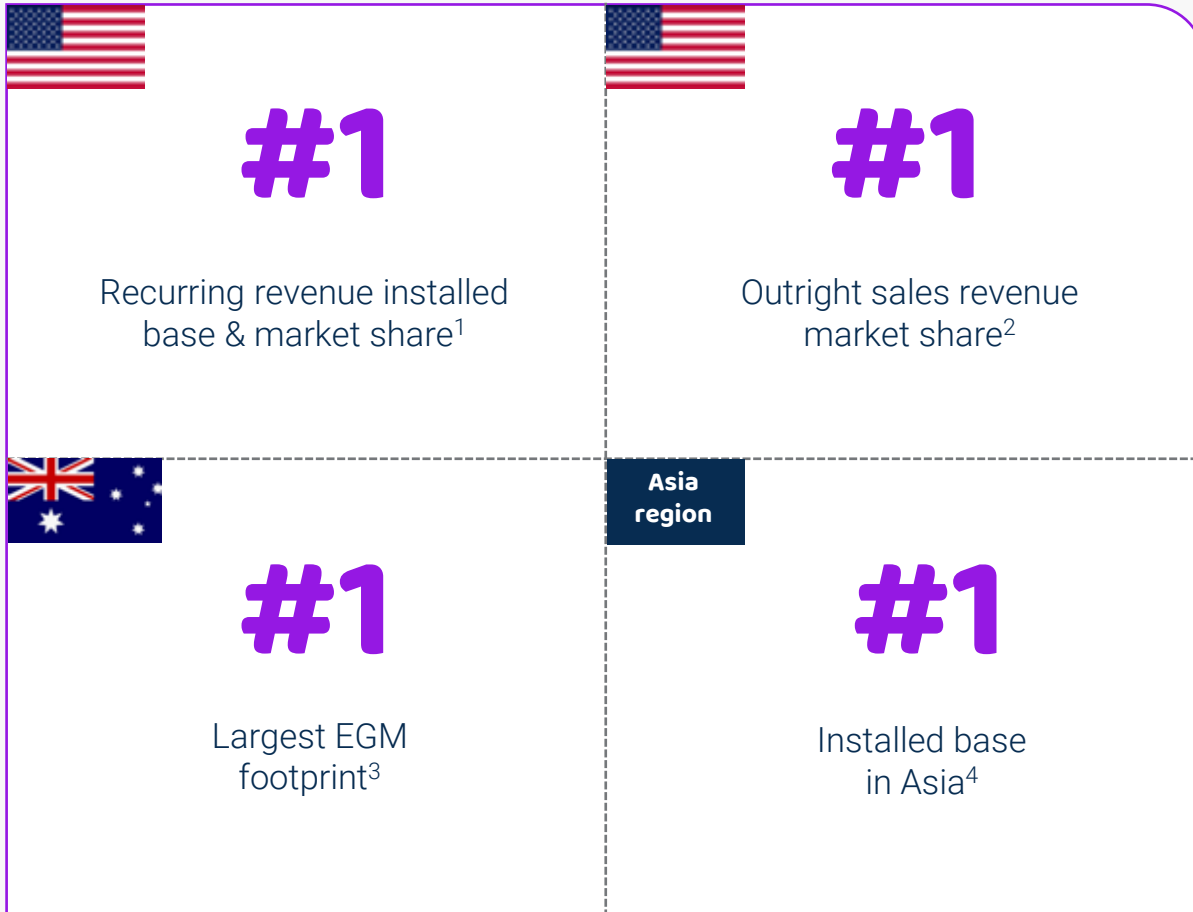 #1
Recurring revenue installed
base & market share¹
#1
Outright sales revenue
market share²
#1
Largest EGM
footprint³
Asia
region
#1
Installed base
in Asia⁴